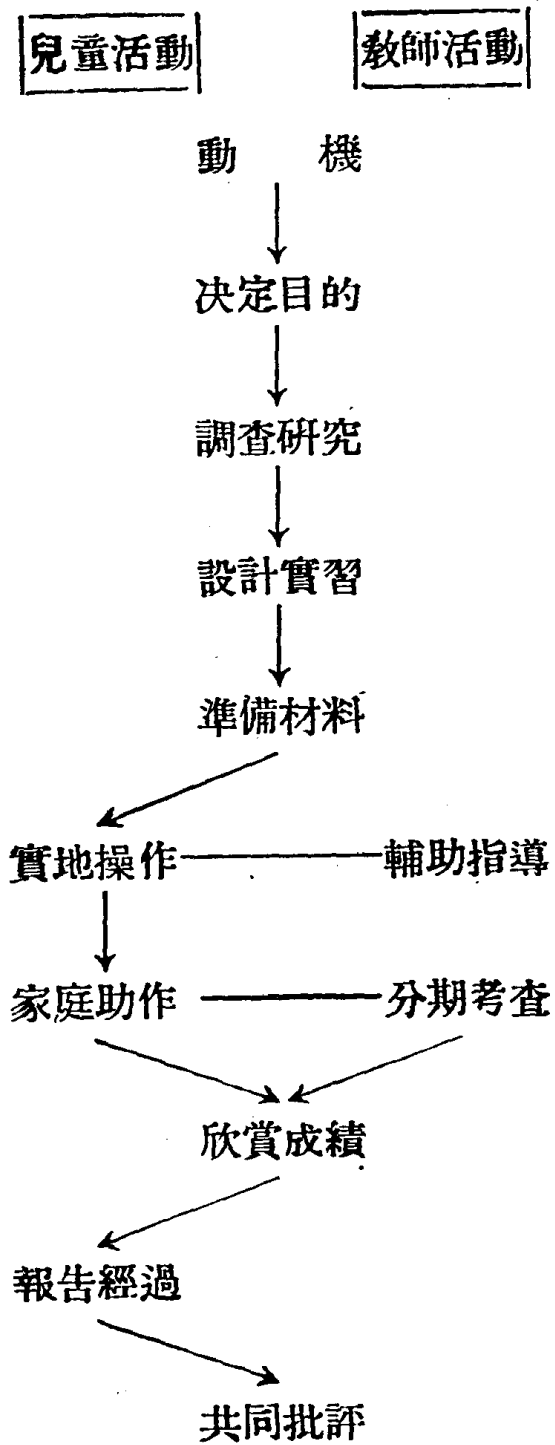 兒童活動 教師活動
動 機
決定目的
調查研究
設計實習
準備材料
實地操作 輔助指導
家庭助作 分期考查
欣賞成績
報告經過
共同批評